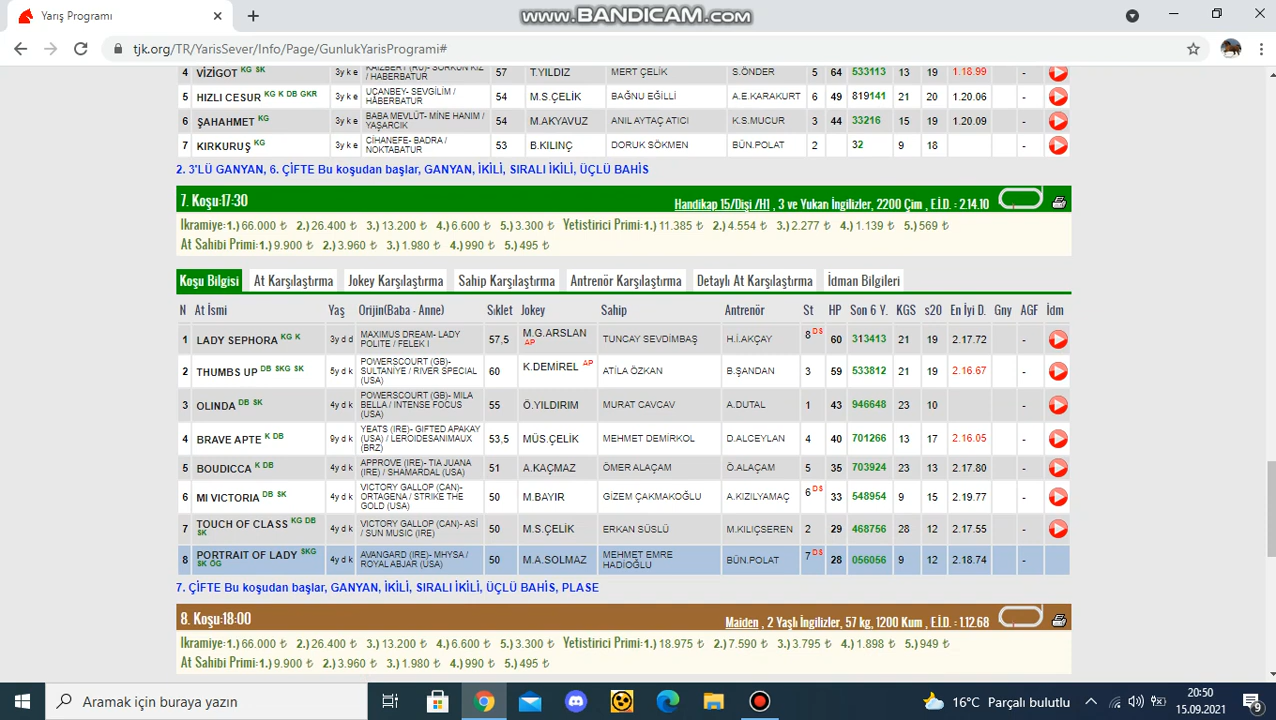 Yarış Programı
www.BANDICAM.com
tjk.org/TR/YarisSever/Info/Page/GunlukYarisProgrami#
4 VİZİGOT KG SK 3y k e KAIZBERT (RU)- SÜRKÜN KIZ / HABERBATUR 57 T.YILDIZ MERT ÇELİK S.ÖNDER 5 64 533113 13 19 1.18.99
5 HIZLI CESUR KG K DB GKR 3y k e UÇANBEY- SEVGİLİM / HABERBATUR 54 M.S.ÇELİK BAĞNU EĞİLLİ A.E.KARAKURT 6 49 819141 21 20 1.20.06 -
6 ŞAHAHMET KG 3y k e BABA MEVLÜT- MİNE HANIM / YAŞARCIK 54 M.AKYAVUZ ANIL AYTAÇ ATICI K.S.MUCUR 3 44 33216 15 19 1.20.09 -
7 KIRKURUŞ KG 3y k e CİHANEFE- BADRA / NOKTABATUR 53 B.KILINÇ DORUK SÖKMEN BÜN.POLAT 2 32 9 18 -
2. 3'LÜ GANYAN, 6. ÇİFTE Bu koşudan başlar, GANYAN, İKİLİ, SIRALI İKİLİ, ÜÇLÜ BAHİS
7. Koşu:17:30 Handikap 15/Dişi /H1 , 3 ve Yukarı İngilizler, 2200 Çim , E.İ.D. : 2.14.10
İkramiye:1.) 66.000 ₺ 2.) 26.400 ₺ 3.) 13.200 ₺ 4.) 6.600 ₺ 5.) 3.300 ₺ Yetistirici Primi:1.) 11.385 ₺ 2.) 4.554 ₺ 3.) 2.277 ₺ 4.) 1.139 ₺ 5.) 569 ₺
At Sahibi Primi:1.) 9.900 ₺ 2.) 3.960 ₺ 3.) 1.980 ₺ 4.) 990 ₺ 5.) 495 ₺
Koşu Bilgisi At Karşılaştırma Jokey Karşılaştırma Sahip Karşılaştırma Antrenör Karşılaştırma Detaylı At Karşılaştırma İdman Bilgileri
N At İsmi Yaş Orijin(Baba - Anne) Sıklet Jokey Sahip Antrenör St HP Son 6 Y. KGS s20 En İyi D. Gny AGF İdm
1 LADY SEPHORA KG K 3y d d MAXIMUS DREAM- LADY POLITE / FELEK I 57,5 M.G.ARSLAN AP TUNCAY SEVDİMBAŞ H.İ.AKÇAY 8 DS 60 313413 21 19 2.17.72 -
2 THUMBS UP DB SKG SK 5y d k POWERSCOURT (GB)- SULTANİYE / RIVER SPECIAL (USA) 60 K.DEMİREL AP ATİLA ÖZKAN B.ŞANDAN 3 59 533812 21 19 2.16.67 -
3 OLINDA DB SK 4y d k POWERSCOURT (GB)- MILA BELLA / INTENSE FOCUS (USA) 55 Ö.YILDIRIM MURAT CAVCAV A.DUTAL 1 43 946648 23 10 -
4 BRAVE APTE K DB 9y d k YEATS (IRE)- GIFTED APAKAY (USA) / LEROIDESANIMAUX (BRZ) 53,5 MÜS.ÇELİK MEHMET DEMİRKOL D.ALCEYLAN 4 40 701266 13 17 2.16.05 -
5 BOUDICCA K DB 4y d k APPROVE (IRE)- TIA JUANA (IRE) / SHAMARDAL (USA) 51 A.KAÇMAZ ÖMER ALAÇAM Ö.ALAÇAM 5 35 703924 23 13 2.17.80 -
6 MI VICTORIA DB SK 4y d k VICTORY GALLOP (CAN)- ORTAGENA / STRIKE THE GOLD (USA) 50 M.BAYIR GİZEM ÇAKMAKOĞLU A.KIZILYAMAÇ 6 DS 33 548954 9 15 2.19.77 -
7 TOUCH OF CLASS KG DB SK 4y d k VICTORY GALLOP (CAN)- ASİ / SUN MUSIC (IRE) 50 M.S.ÇELİK ERKAN SÜSLÜ M.KILIÇSEREN 2 29 468756 28 12 2.17.55 -
8 PORTRAIT OF LADY SKG SK ÖG 4y d k AVANGARD (IRE)- MHYSA / ROYAL ABJAR (USA) 50 M.A.SOLMAZ MEHMET EMRE HADİOĞLU BÜN.POLAT 7 DS 28 056056 9 12 2.18.74 -
7. ÇİFTE Bu koşudan başlar, GANYAN, İKİLİ, SIRALI İKİLİ, ÜÇLÜ BAHİS, PLASE
8. Koşu:18:00 Maiden , 2 Yaşlı İngilizler, 57 kg, 1200 Kum , E.İ.D. : 1.12.68
İkramiye:1.) 66.000 ₺ 2.) 26.400 ₺ 3.) 13.200 ₺ 4.) 6.600 ₺ 5.) 3.300 ₺ Yetistirici Primi:1.) 18.975 ₺ 2.) 7.590 ₺ 3.) 3.795 ₺ 4.) 1.898 ₺ 5.) 949 ₺
At Sahibi Primi:1.) 9.900 ₺ 2.) 3.960 ₺ 3.) 1.980 ₺ 4.) 990 ₺ 5.) 495 ₺
Aramak için buraya yazın
16°C Parçalı bulutlu
20:50
15.09.2021
9